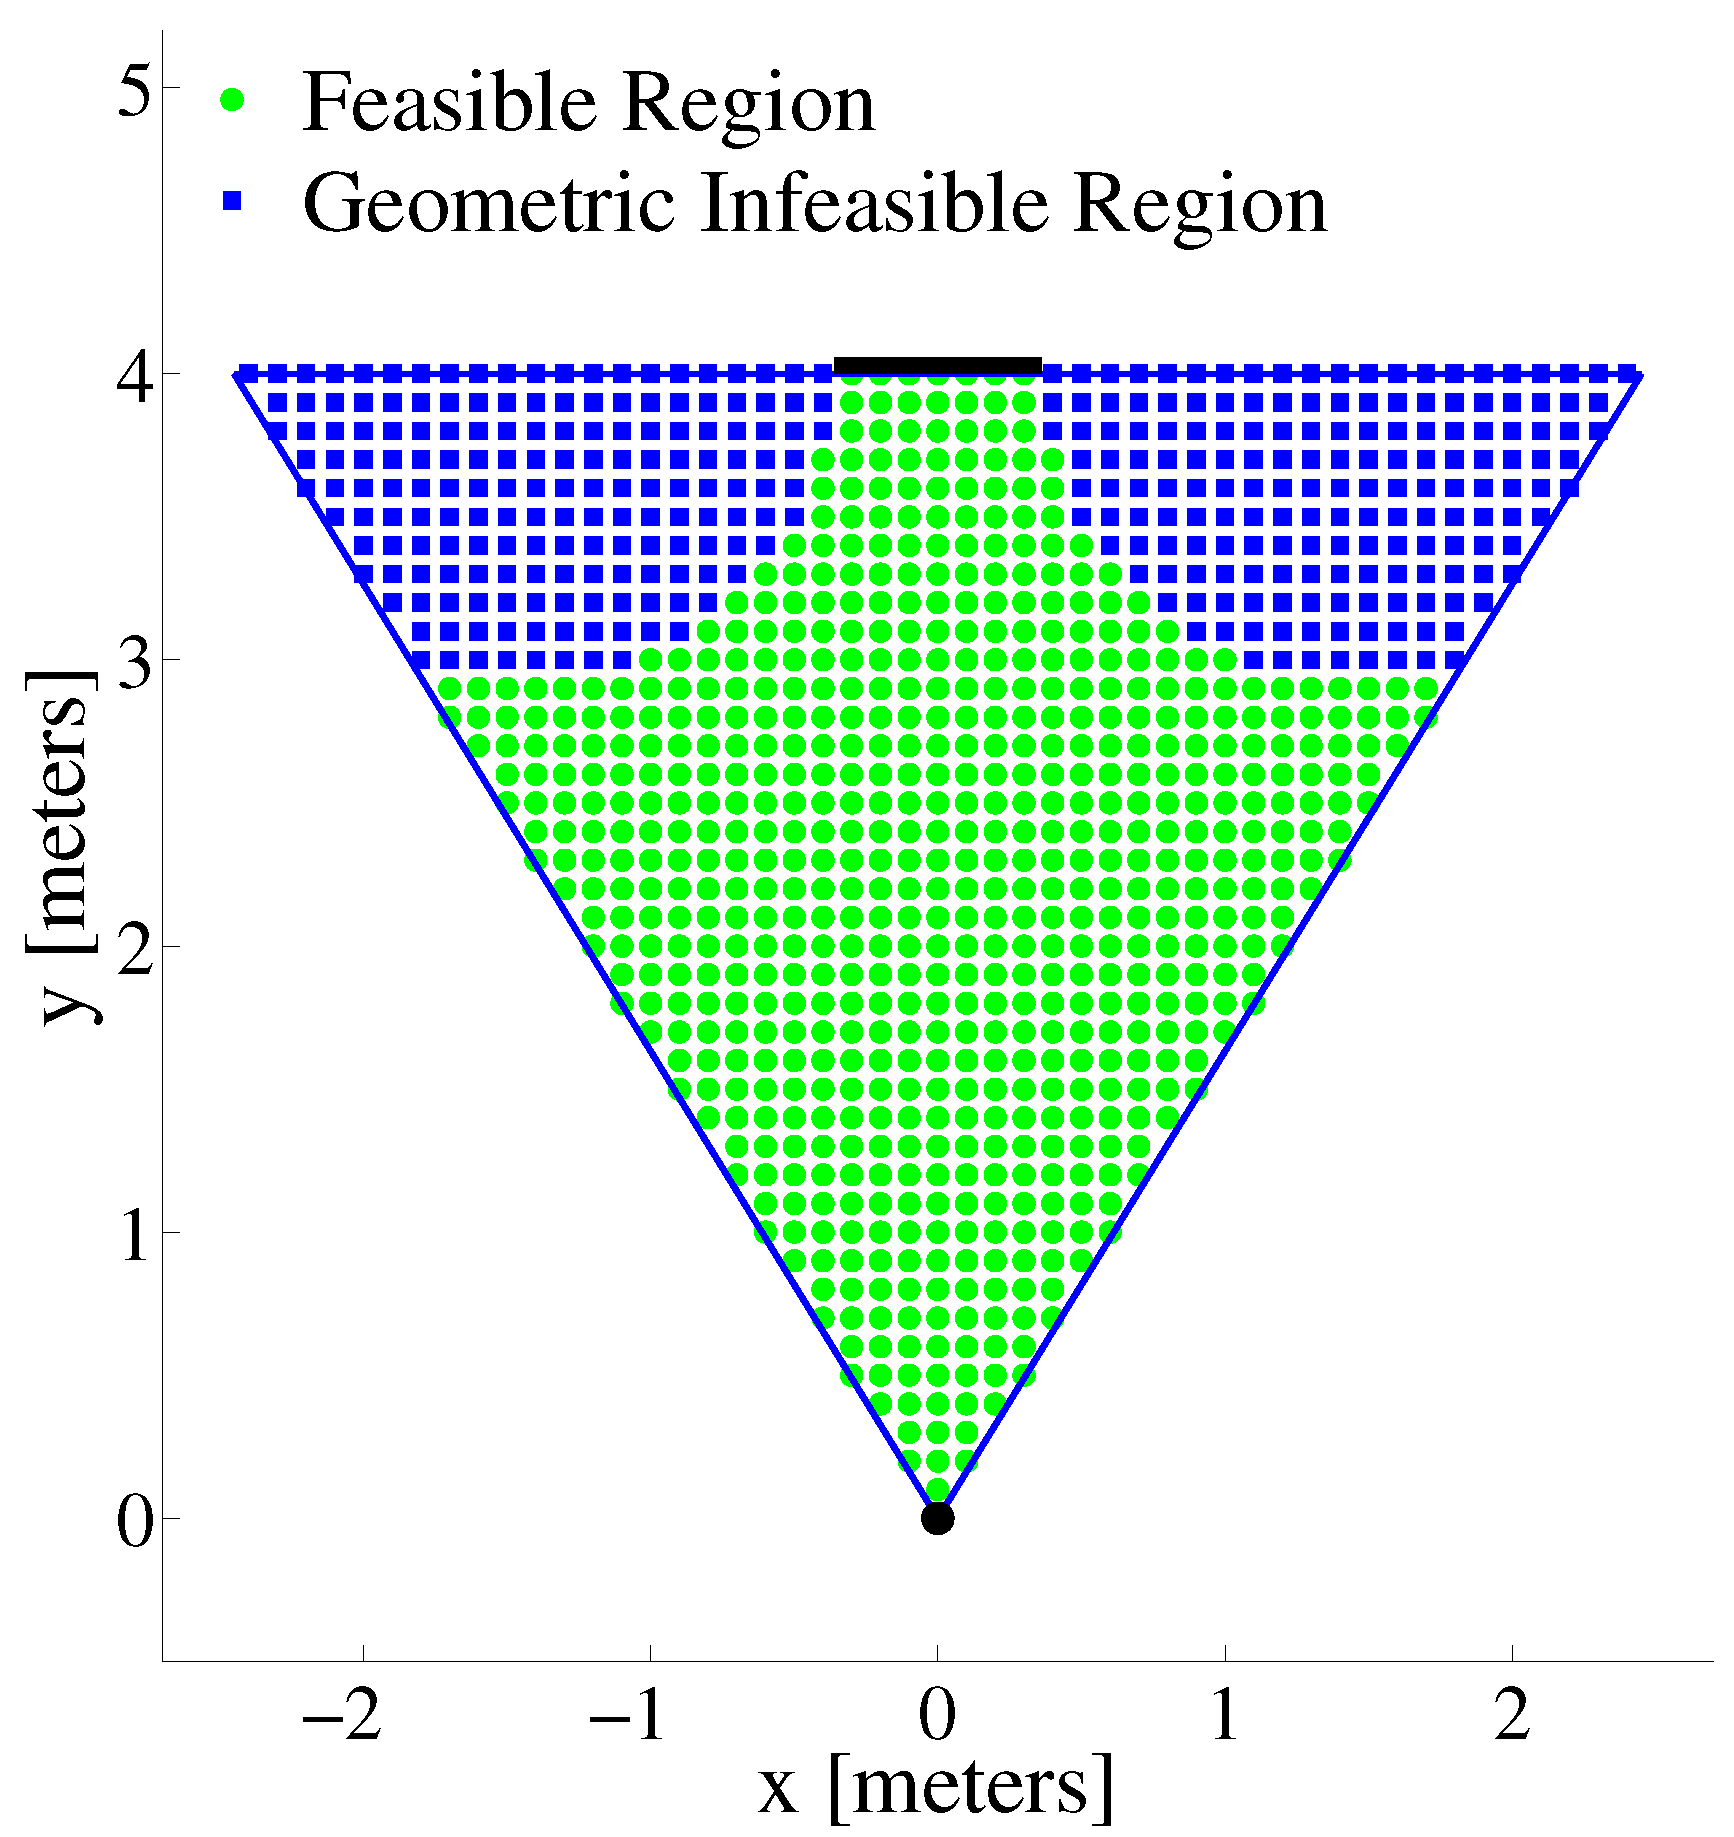 Feasible Region
Geometric Infeasible Region
5
4
3
2
1
0
y [meters]
−2 −1 0 1 2
x [meters]